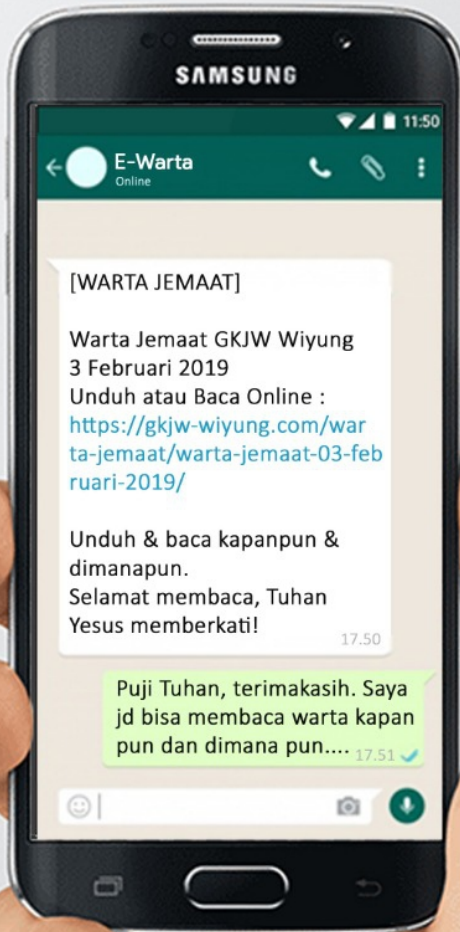 SAMSUNG
11:50
E-Warta
Online
[WARTA JEMAAT]
Warta Jemaat GKJW Wiyung
3 Februari 2019
Unduh atau Baca Online :
https://gkjw-wiyung.com/war
ta-jemaat/warta-jemaat-03-feb
ruari-2019/
Unduh & baca kapanpun &
dimanapun.
Selamat membaca, Tuhan
Yesus memberkati!
17.50
Puji Tuhan, terimakasih. Saya
jd bisa membaca warta kapan
pun dan dimana pun....
17.51